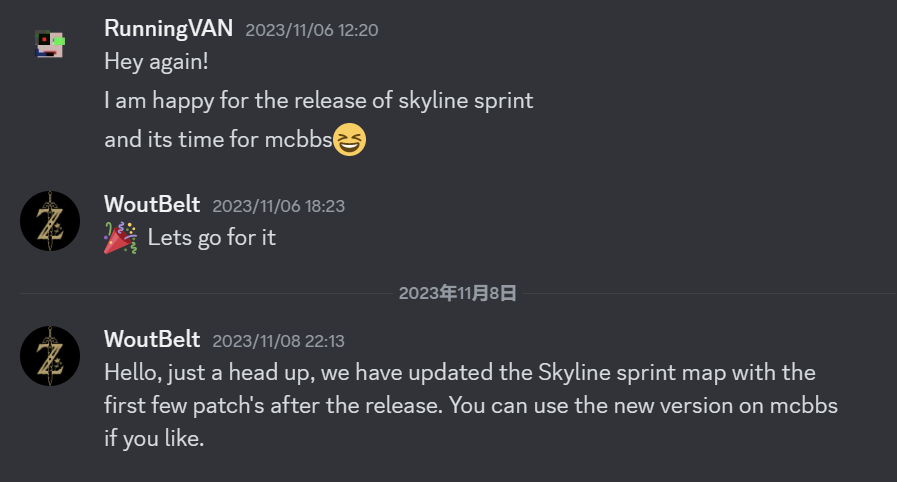 RunningVAN 2023/11/06 12:20
Hey again!
I am happy for the release of skyline sprint
and its time for mcbbs😆
WoutBelt 2023/11/06 18:23
🎉 Lets go for it
2023年11月8日
WoutBelt 2023/11/08 22:13
Hello, just a head up, we have updated the Skyline sprint map with the
first few patch's after the release. You can use the new version on mcbbs
if you like.